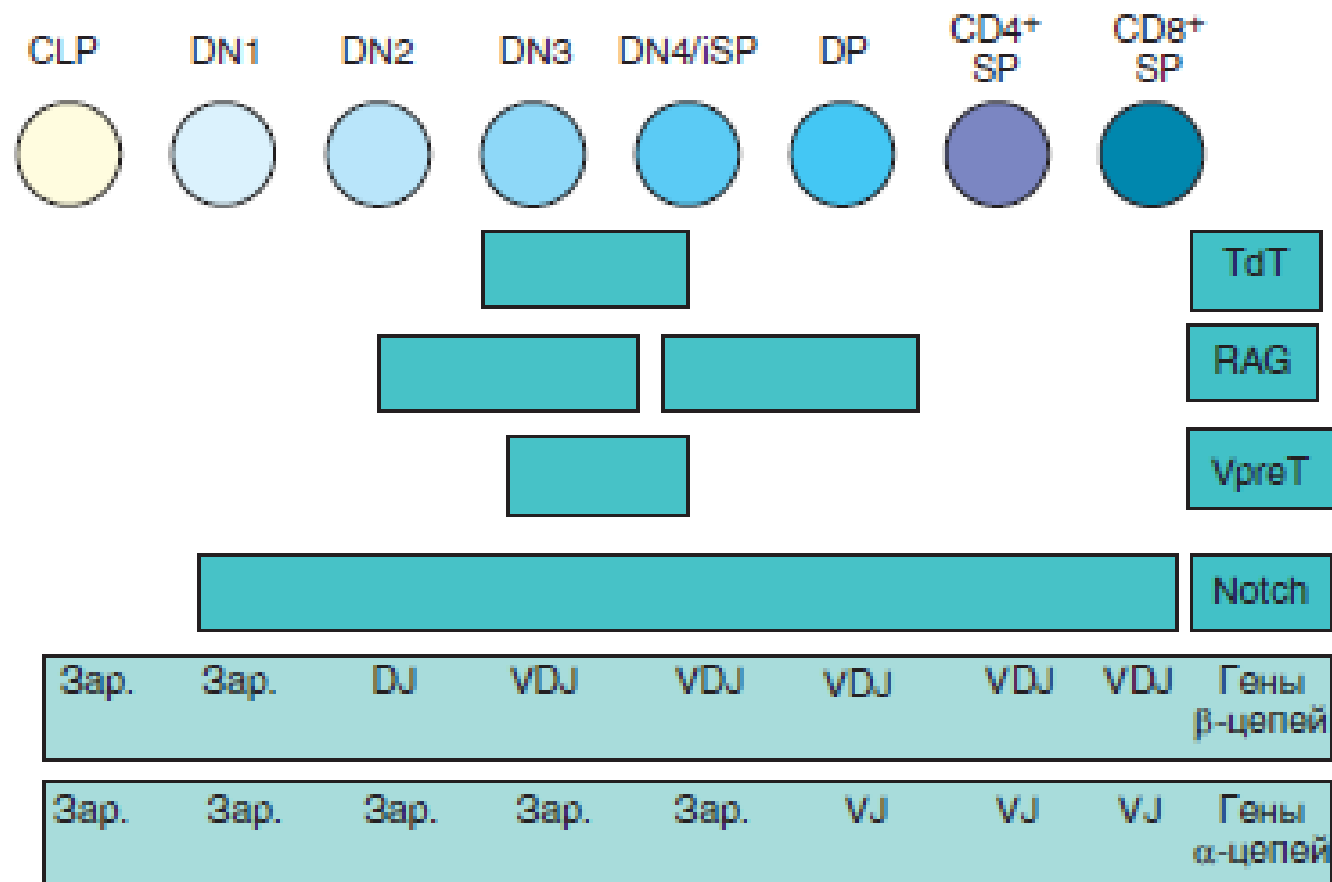 CLP DN1 DN2 DN3 DN4/iSP DP CD4+ SP CD8+ SP
TdT
RAG
VpreT
Notch
Зар. Зар. DJ VDJ VDJ VDJ VDJ VDJ Гены
β-цепей
Зар. Зар. Зар. Зар. Зар. VJ VJ VJ Гены
α-цепей